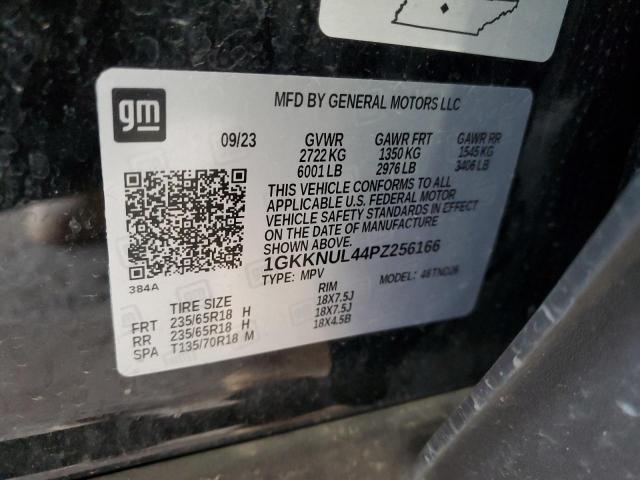 gm
MFD BY GENERAL MOTORS LLC
09/23 GVWR GAWR FRT GAWR RR
2722 KG 1350 KG 1545 KG
6001 LB 2976 LB 3406 LB
THIS VEHICLE CONFORMS TO ALL
APPLICABLE U.S. FEDERAL MOTOR
VEHICLE SAFETY STANDARDS IN EFFECT
ON THE DATE OF MANUFACTURE
SHOWN ABOVE.
1GKKNUL44PZ256166
TYPE: MPV MODEL:
384A
TIRE SIZE RIM
FRT 235/65R18 H 18X7.5J
RR 235/65R18 H 18X7.5J
SPA T135/70R18 M 18X4.5B